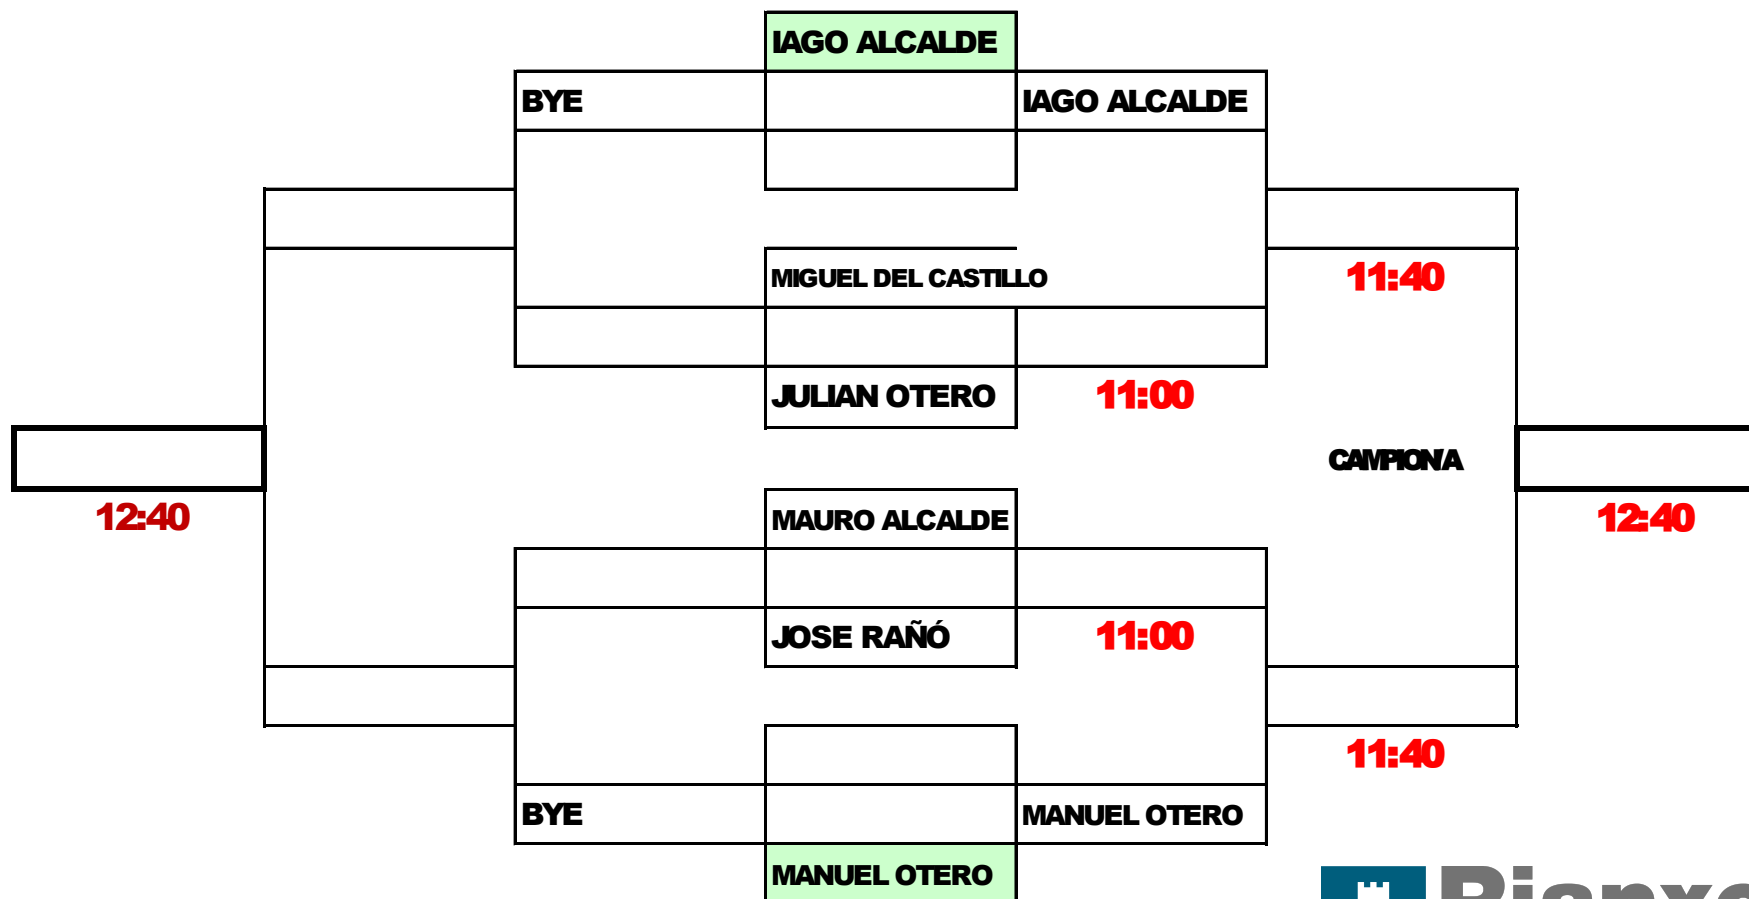 IAGO ALCALDE
BYE
IAGO ALCALDE
MIGUEL DEL CASTILLO
11:40
JULIAN OTERO
11:00
CAMPION/A
12:40
MAURO ALCALDE
12:40
JOSE RAÑÓ
11:00
11:40
BYE
MANUEL OTERO
MANUEL OTERO